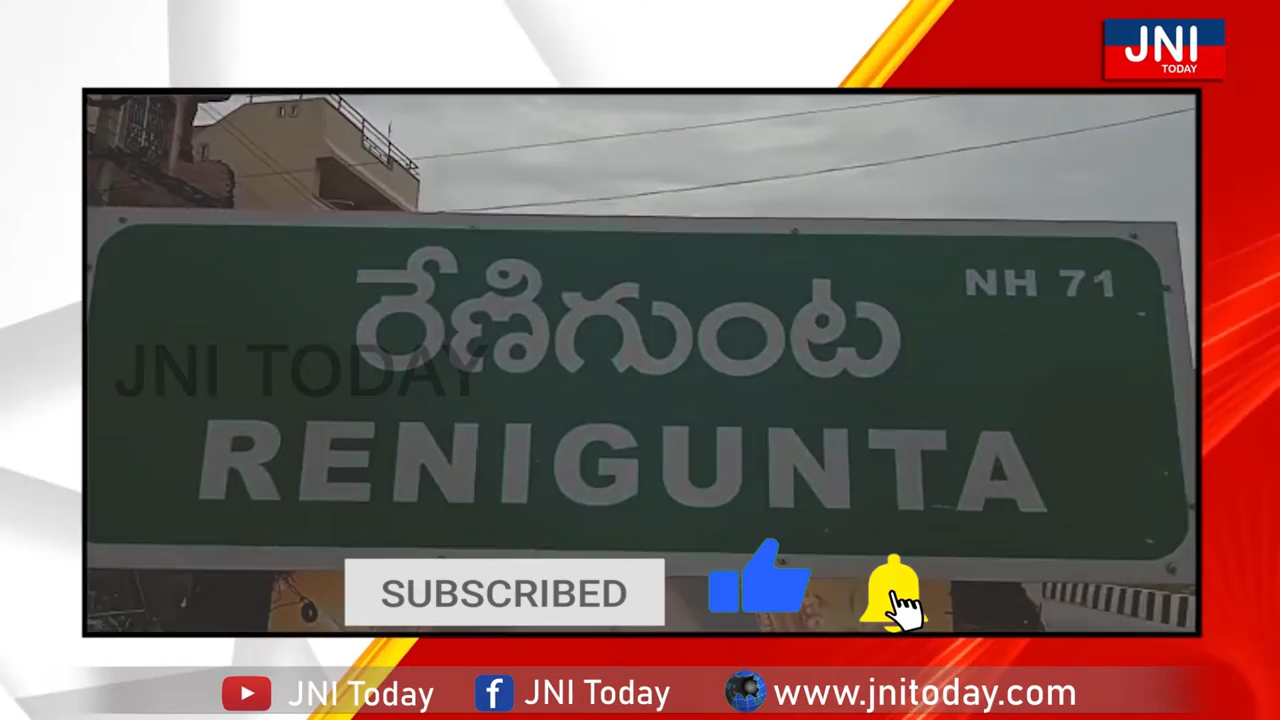 JNI
TODAY
రేణిగుంట
NH 71
JNI TODAY
RENIGUNTA
SUBSCRIBED
JNI Today
JNI Today
www.jnitoday.com